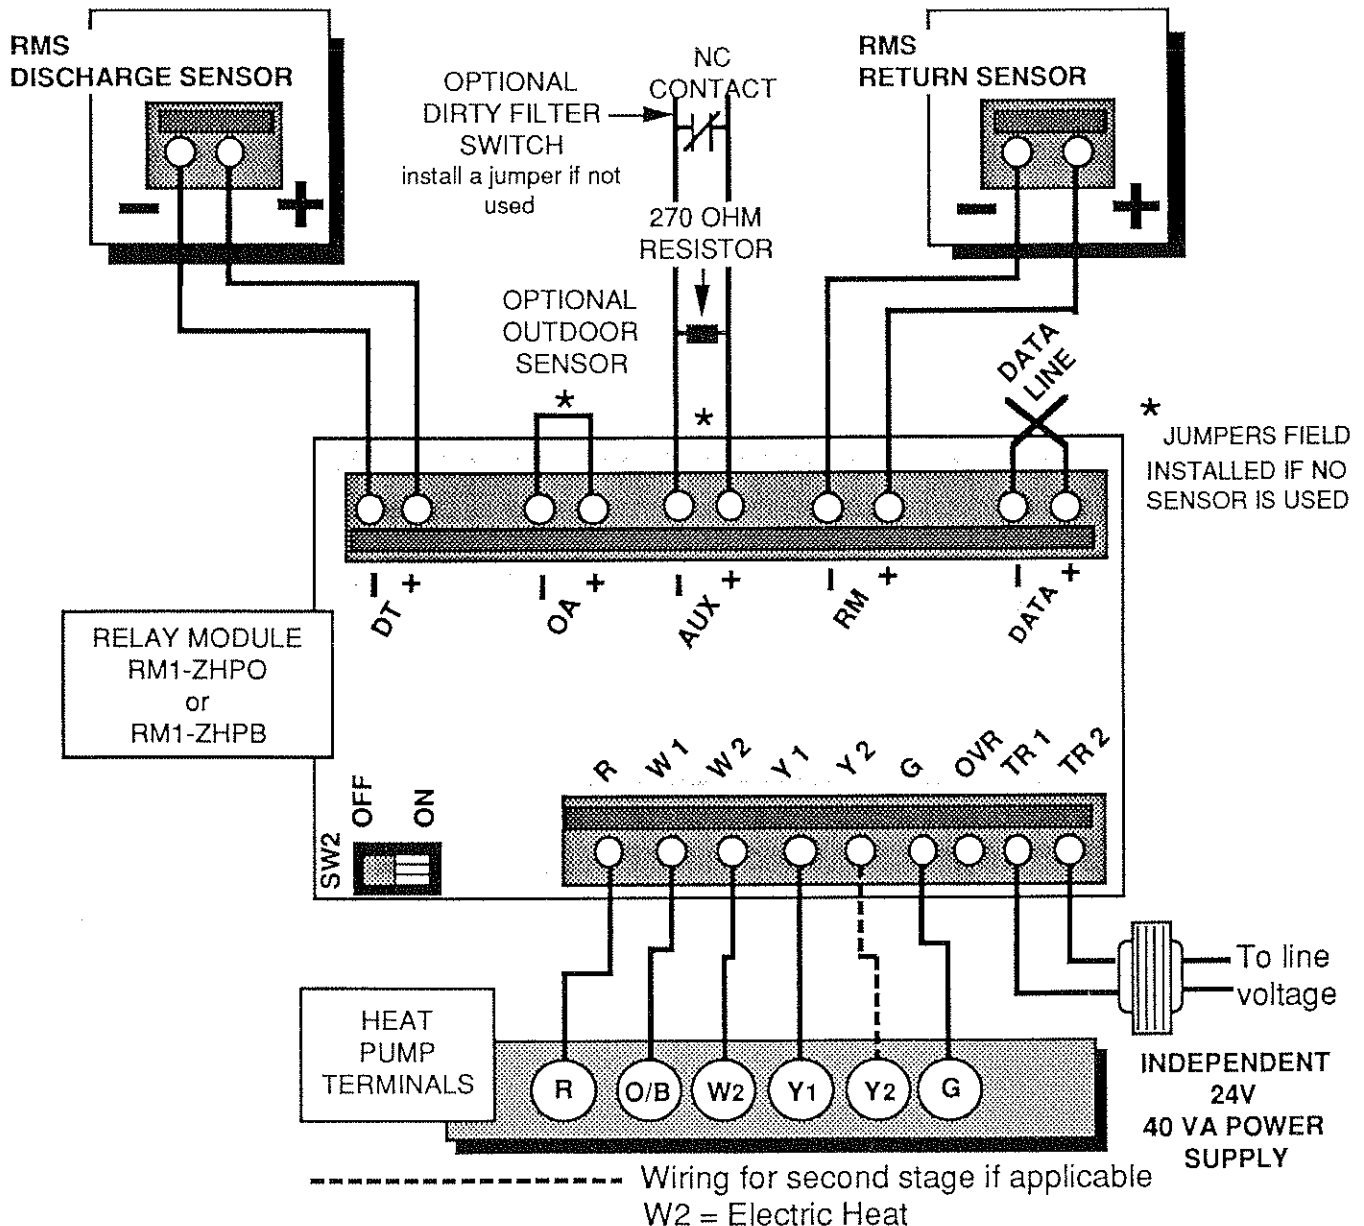 RMS
DISCHARGE SENSOR
OPTIONAL
DIRTY FILTER
SWITCH
install a jumper if not
used
NC
CONTACT
RMS
RETURN SENSOR
- +
- +
270 OHM
RESISTOR
OPTIONAL
OUTDOOR
SENSOR
*
*
DATA
LINE
*
JUMPERS FIELD
INSTALLED IF NO
SENSOR IS USED
- +
DT
- +
OA
- +
AUX
- +
RM
- +
DATA
RELAY MODULE
RM1-ZHPO
or
RM1-ZHPB
R
W1
W2
Y1
Y2
G
OVR
TR1
TR2
SW2
OFF
ON
To line
voltage
HEAT
PUMP
TERMINALS
R
O/B
W2
Y1
Y2
G
INDEPENDENT
24V
40 VA POWER
SUPPLY
Wiring for second stage if applicable
W2 = Electric Heat